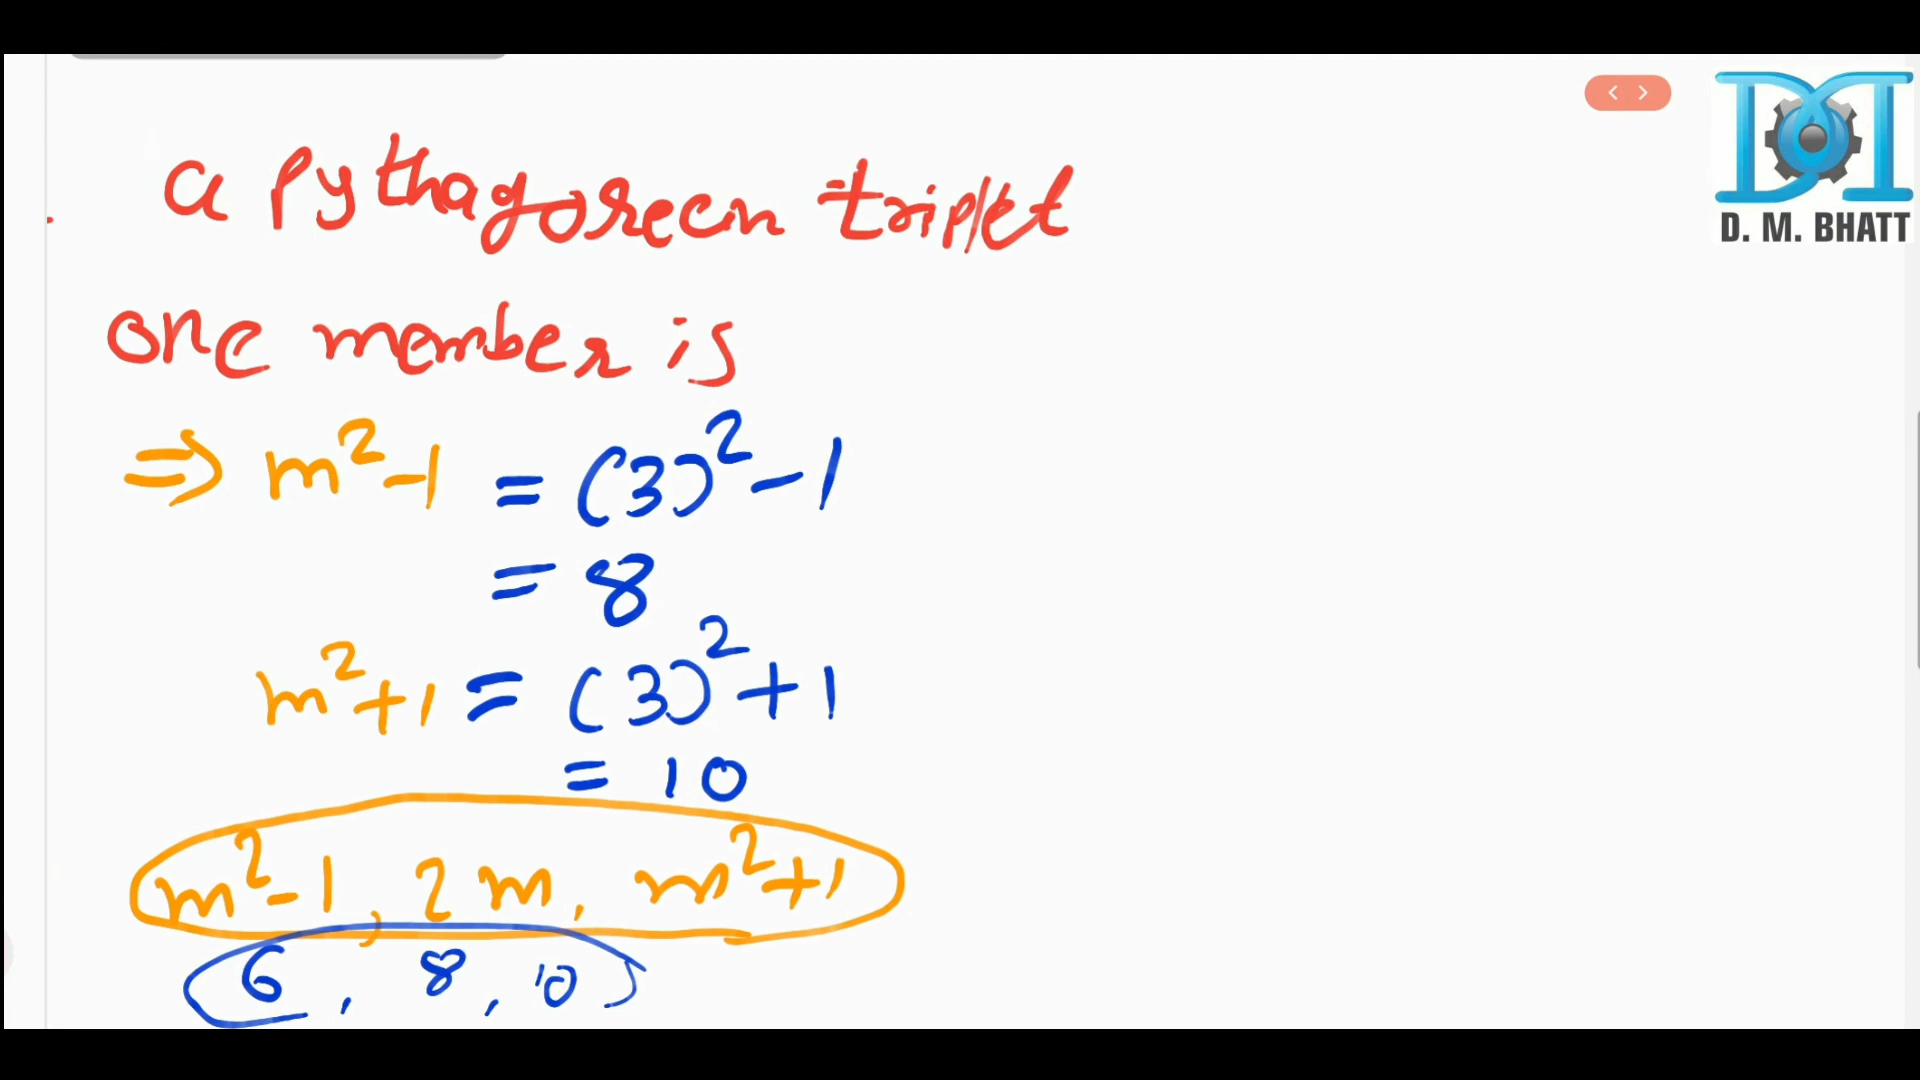 D. M. BHATT
a pythagorean triplet
one member is
⇒ m²-1 = (3)²-1
= 8
m²+1 = (3)²+1
= 10
m²-1, 2m, m²+1
6, 8, 10